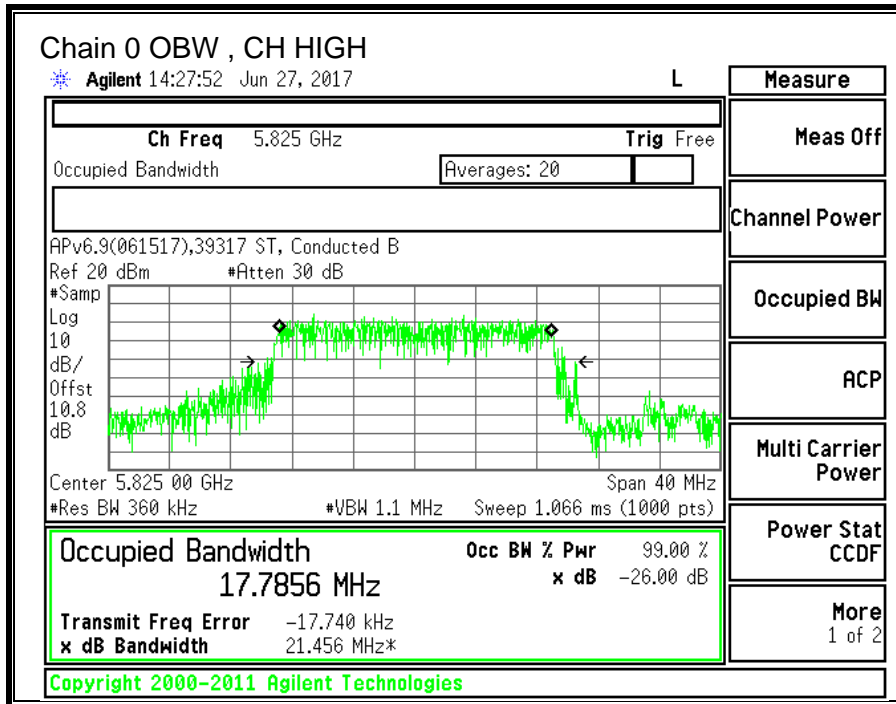 Chain 0 OBW , CH HIGH
Agilent 14:27:52 Jun 27, 2017 L
Measure
Ch Freq 5.825 GHz Trig Free
Meas Off
Occupied Bandwidth Averages: 20
Channel Power
APv6.9(061517),39317 ST, Conducted B
Ref 20 dBm #Atten 30 dB
#Samp
Log
10
dB/
Offst
10.8
dB
Occupied BW
ACP
Multi Carrier
Power
Center 5.825 00 GHz Span 40 MHz
#Res BW 360 kHz #VBW 1.1 MHz Sweep 1.066 ms (1000 pts)
Power Stat
CCDF
Occupied Bandwidth Occ BW % Pwr 99.00 %
17.7856 MHz x dB -26.00 dB
Transmit Freq Error -17.740 kHz
x dB Bandwidth 21.456 MHz*
More
1 of 2
Copyright 2000-2011 Agilent Technologies